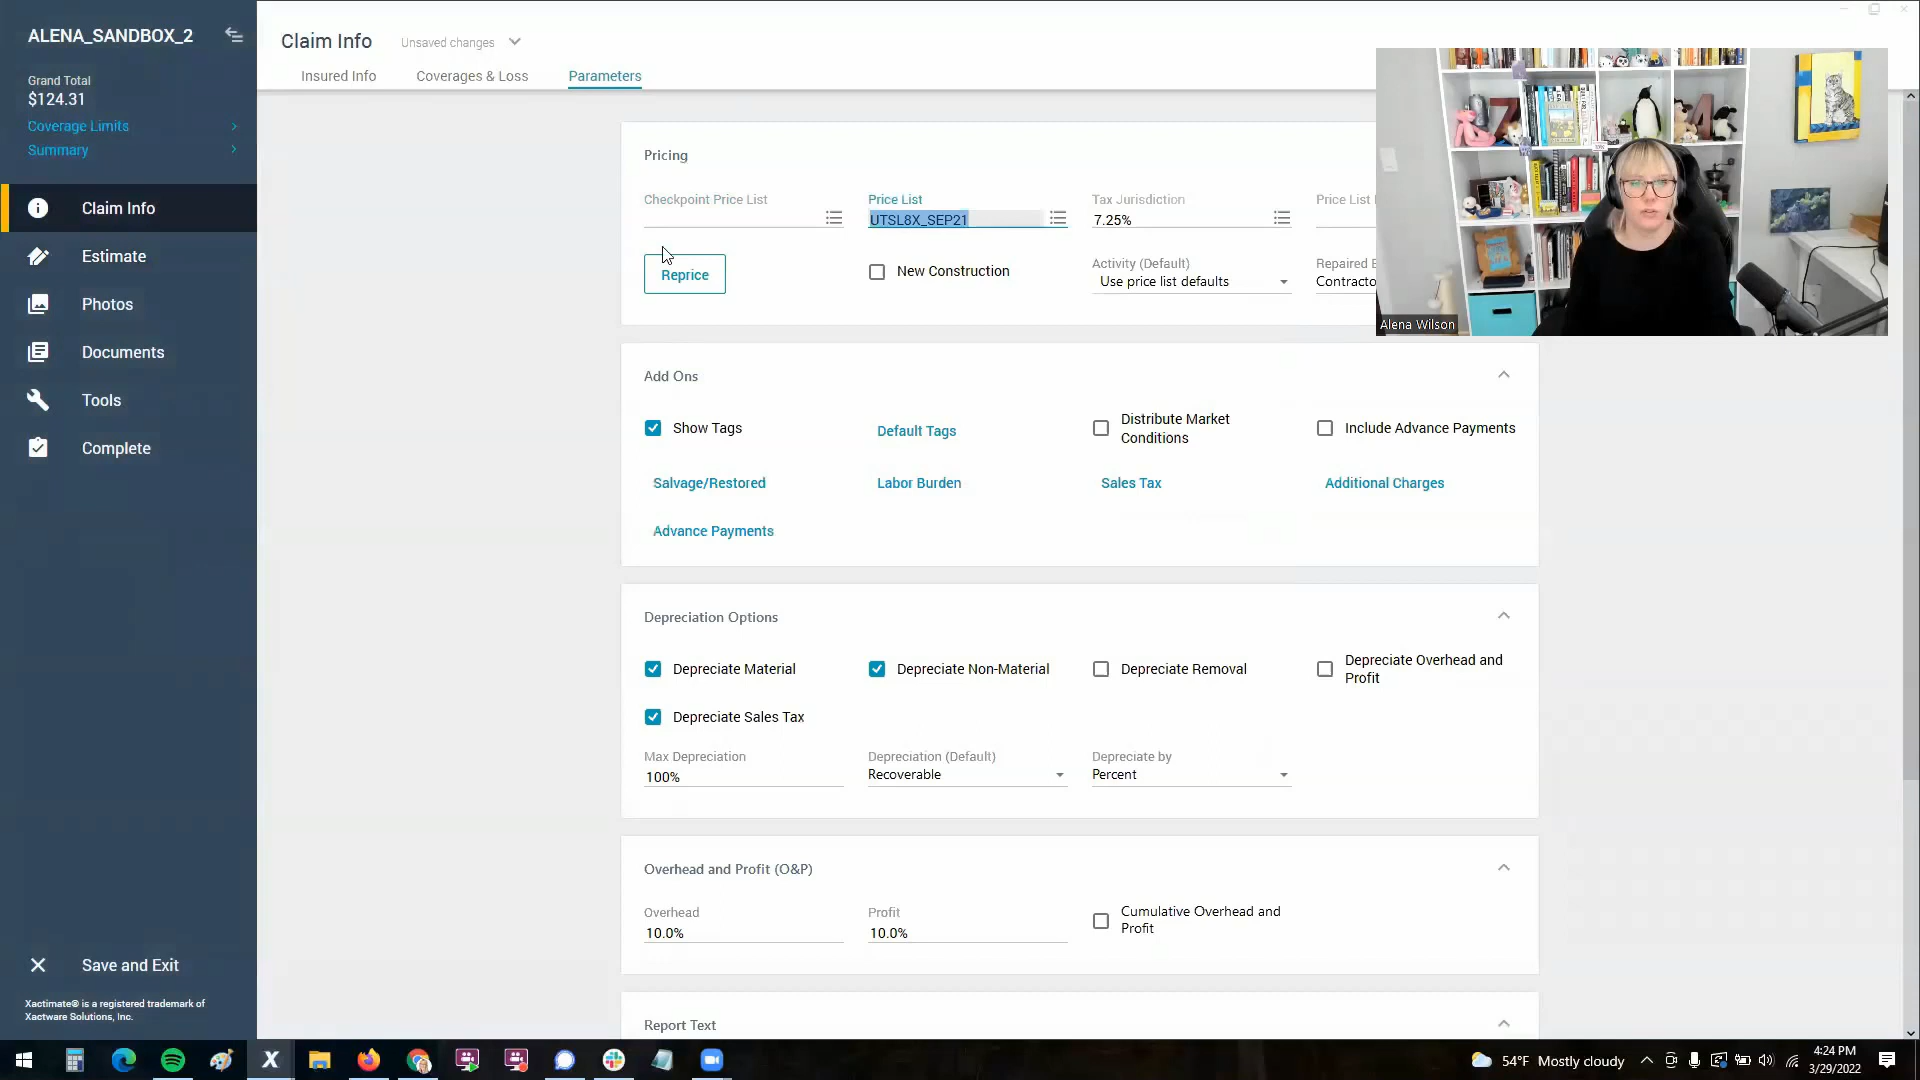 ALENA_SANDBOX_2
Grand Total
$124.31
Coverage Limits
Summary
Claim Info
Estimate
Photos
Documents
Tools
Complete
Save and Exit
Xactimate® is a registered trademark of
Xactware Solutions, Inc.
Claim Info
Unsaved changes
Insured Info
Coverages & Loss
Parameters
Pricing
Checkpoint Price List
Price List
UTSL8X_SEP21
Tax Jurisdiction
7.25%
Price List
Reprice
New Construction
Activity (Default)
Use price list defaults
Repaired
Contracto
Alena Wilson
Add Ons
Show Tags
Default Tags
Distribute Market
Conditions
Include Advance Payments
Salvage/Restored
Labor Burden
Sales Tax
Additional Charges
Advance Payments
Depreciation Options
Depreciate Material
Depreciate Non-Material
Depreciate Removal
Depreciate Overhead and
Profit
Depreciate Sales Tax
Max Depreciation
100%
Depreciation (Default)
Recoverable
Depreciate by
Percent
Overhead and Profit (O&P)
Overhead
10.0%
Profit
10.0%
Cumulative Overhead and
Profit
Report Text
54°F Mostly cloudy
4:24 PM
3/29/2022